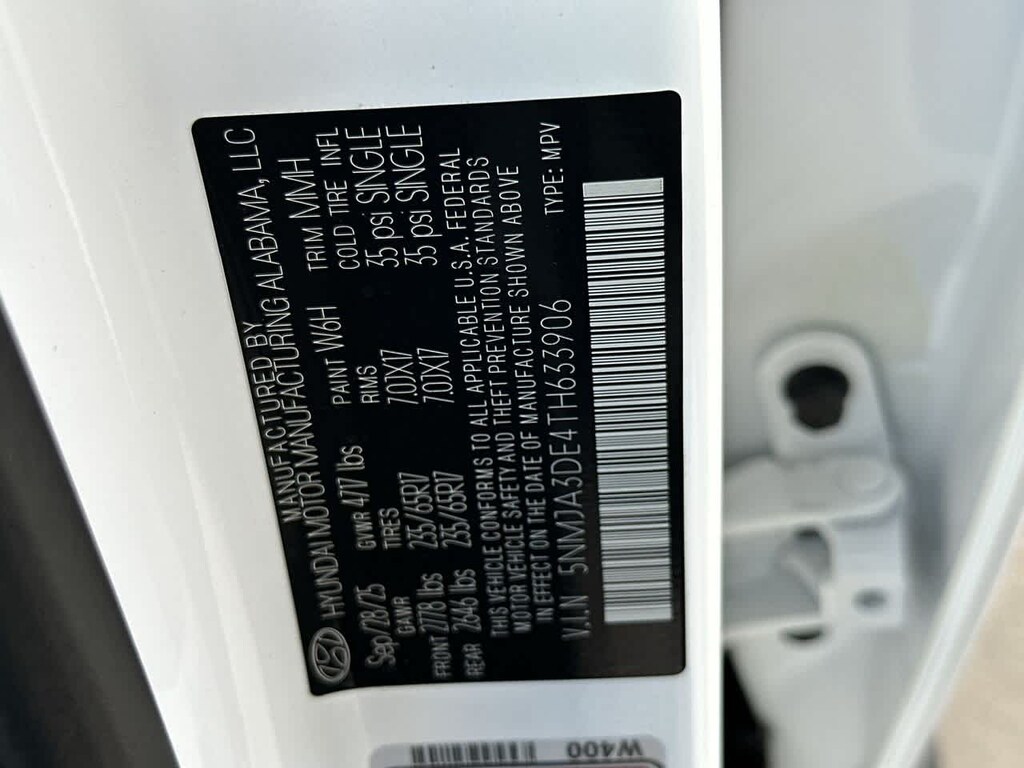 MANUFACTURED BY
HYUNDAI MOTOR MANUFACTURING ALABAMA, LLC
Sep/28/25 GVWR 4717 lbs PAINT W6H TRIM MMH
GAWR TIRES RIMS COLD TIRE INFL
FRONT 2778 lbs 235 /65R17 7.0JX17 35 psi SINGLE
REAR 2646 lbs 235 /65R17 7.0JX17 35 psi SINGLE
THIS VEHICLE CONFORMS TO ALL APPLICABLE U.S.A. FEDERAL
MOTOR VEHICLE SAFETY AND THEFT PREVENTION STANDARDS
IN EFFECT ON THE DATE OF MANUFACTURE SHOWN ABOVE
V.I.N 5NMJA3DE4TH633906 TYPE: MPV
W400